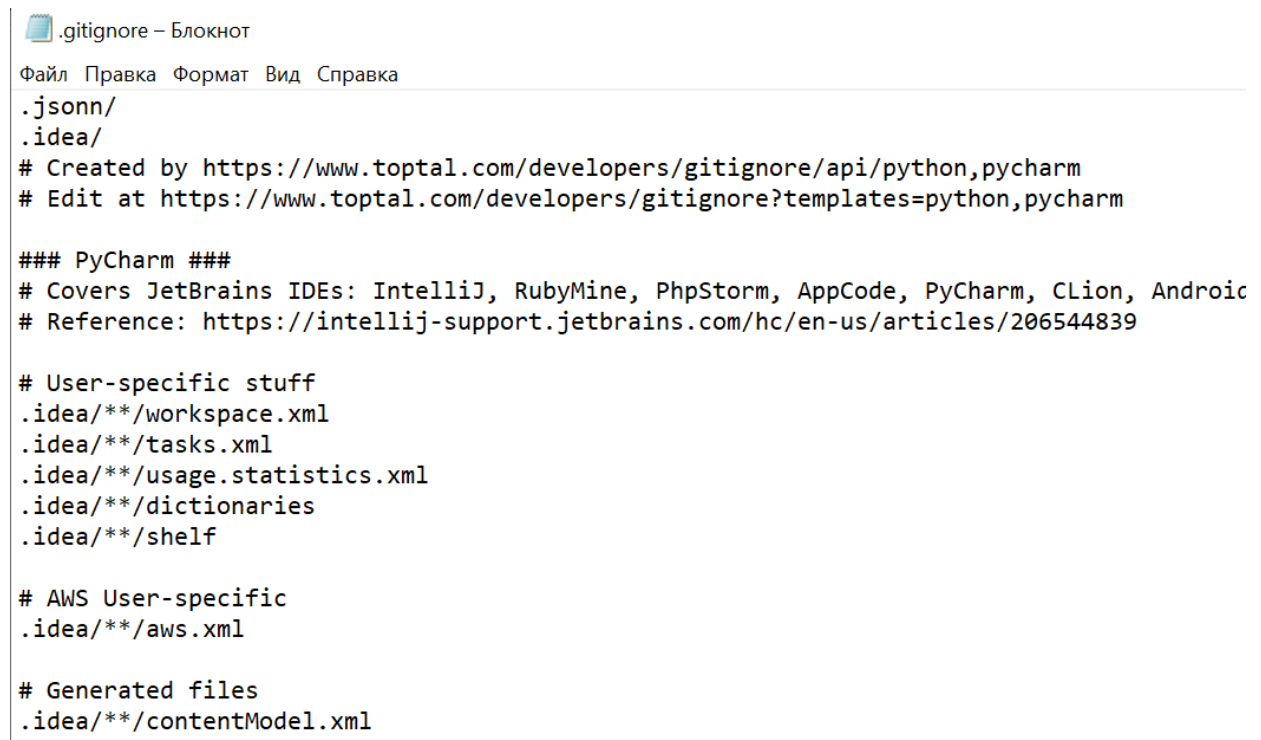 .gitignore – Блокнот
Файл Правка Формат Вид Справка
.jsonn/
.idea/
# Created by https://www.toptal.com/developers/gitignore/api/python,pycharm
# Edit at https://www.toptal.com/developers/gitignore?templates=python,pycharm
### PyCharm ###
# Covers JetBrains IDEs: IntelliJ, RubyMine, PhpStorm, AppCode, PyCharm, CLion, Android
# Reference: https://intellij-support.jetbrains.com/hc/en-us/articles/206544839
# User-specific stuff
.idea/**/workspace.xml
.idea/**/tasks.xml
.idea/**/usage.statistics.xml
.idea/**/dictionaries
.idea/**/shelf
# AWS User-specific
.idea/**/aws.xml
# Generated files
.idea/**/contentModel.xml